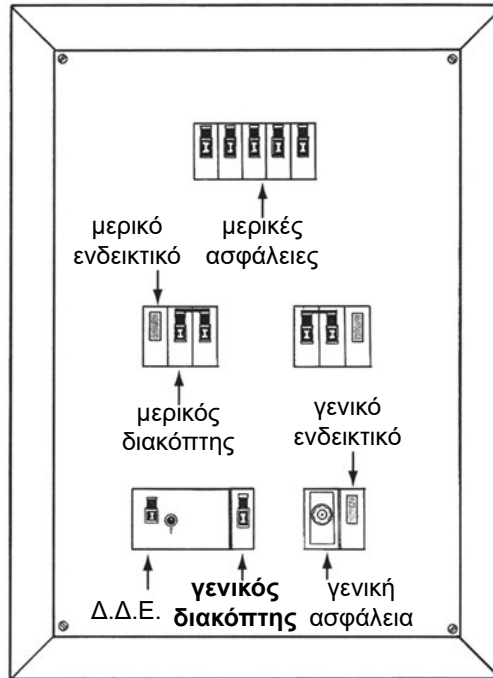 μερικό
ενδεικτικό
μερικές
ασφάλειες
μερικός
διακόπτης
γενικό
ενδεικτικό
Δ.Δ.Ε.
γενικός
διακόπτης
γενική
ασφάλεια